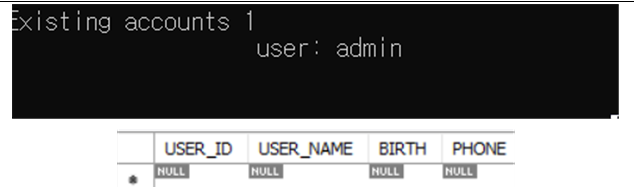 Existing accounts 1
user: admin
USER_ID USER_NAME BIRTH PHONE
* NULL NULL NULL NULL